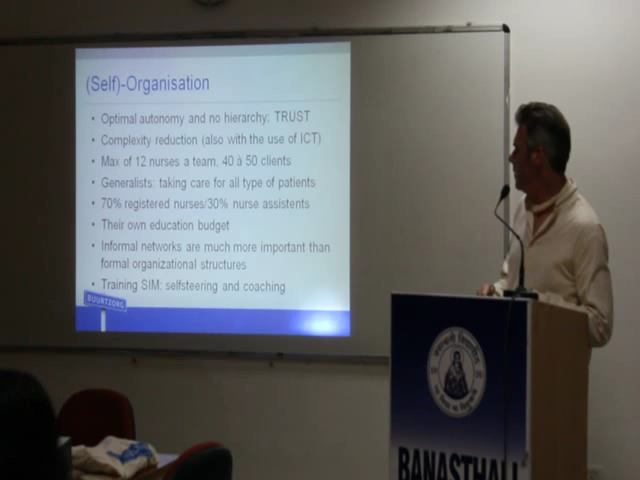 (Self)-Organisation
• Optimal autonomy and no hierarchy: TRUST
• Complexity reduction (also with the use of ICT)
• Max of 12 nurses a team, 40 à 50 clients
• Generalists: taking care for all type of patients
• 70% registered nurses/30% nurse assistents
• Their own education budget
• Informal networks are much more important than
formal organizational structures
• Training SIM: selfsteering and coaching
BUURTZORG
BANASTHALI